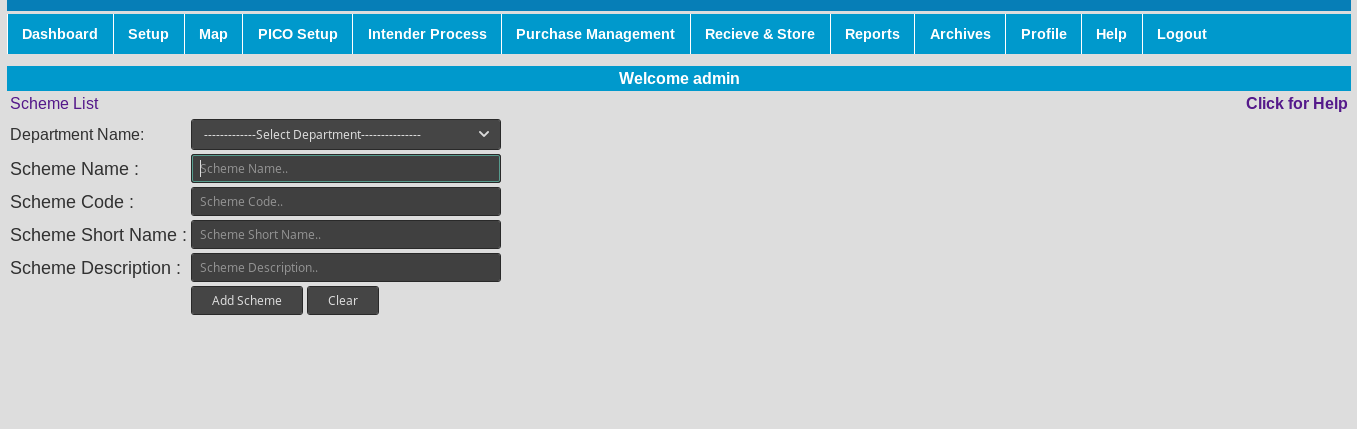 Dashboard Setup Map PICO Setup Intender Process Purchase Management Recieve & Store Reports Archives Profile Help Logout
Welcome admin
Scheme List Click for Help
Department Name: -------------Select Department---------------
Scheme Name : Scheme Name..
Scheme Code : Scheme Code..
Scheme Short Name : Scheme Short Name..
Scheme Description : Scheme Description..
Add Scheme Clear